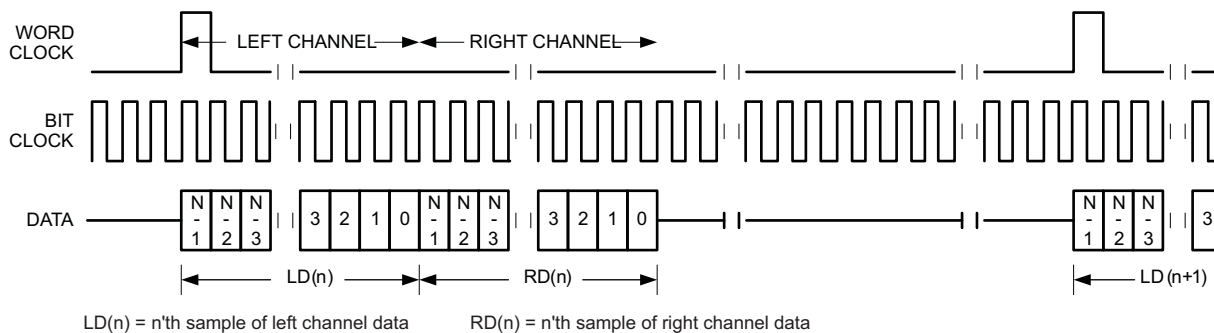 WORD
CLOCK
LEFT CHANNEL
RIGHT CHANNEL
BIT
CLOCK
DATA
N
-
1
N
-
2
N
-
3
3 2 1 0
N
-
1
N
-
2
N
-
3
3 2 1 0
N
-
1
N
-
2
N
-
3
3
LD(n)
RD(n)
LD (n+1)
LD(n) = n'th sample of left channel data
RD(n) = n'th sample of right channel data